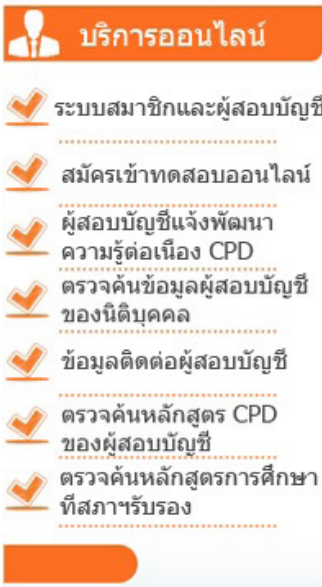 บริการออนไลน์
ระบบสมาชิกและผู้สอบบัญชี
สมัครเข้าทดสอบออนไลน์
ผู้สอบบัญชีแจ้งพัฒนา
ความรู้ต่อเนื่อง CPD
ตรวจค้นข้อมูลผู้สอบบัญชี
ของนิติบุคคล
ข้อมูลติดต่อผู้สอบบัญชี
ตรวจค้นหลักสูตร CPD
ของผู้สอบบัญชี
ตรวจค้นหลักสูตรการศึกษา
ที่สภาฯรับรอง